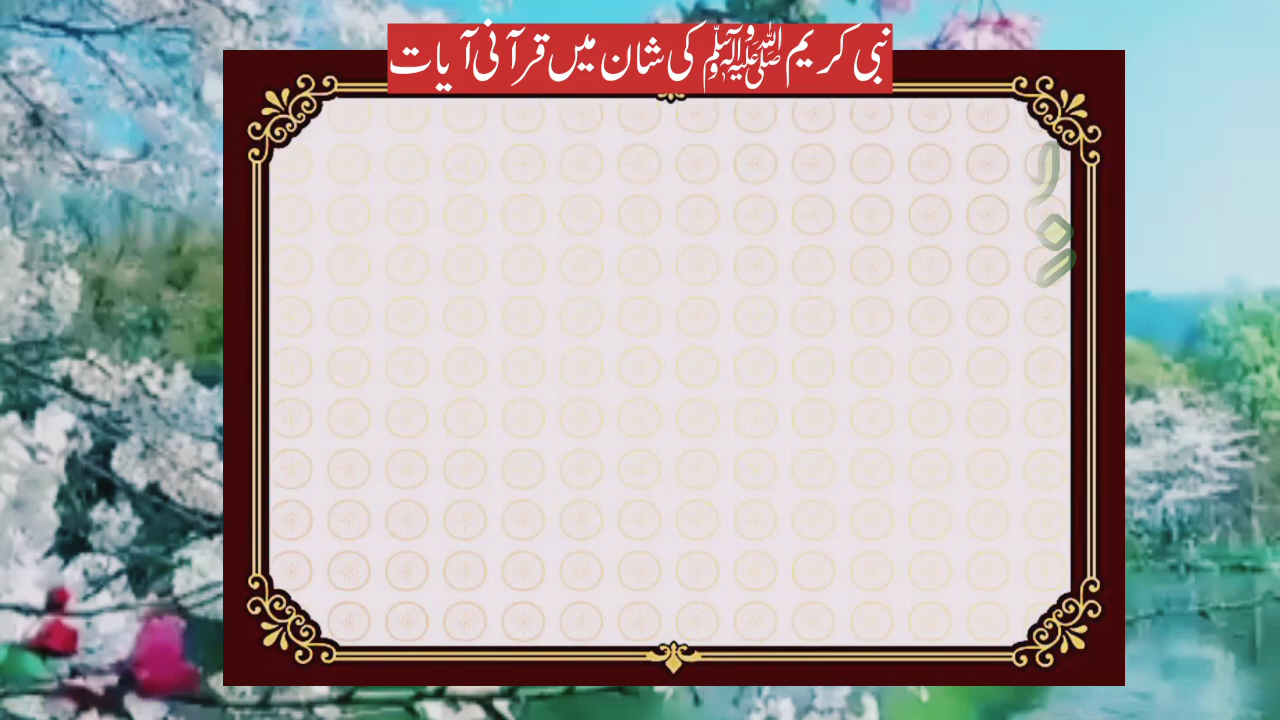 نبی کریم ﷺ کی شان میں قرآنی آیات